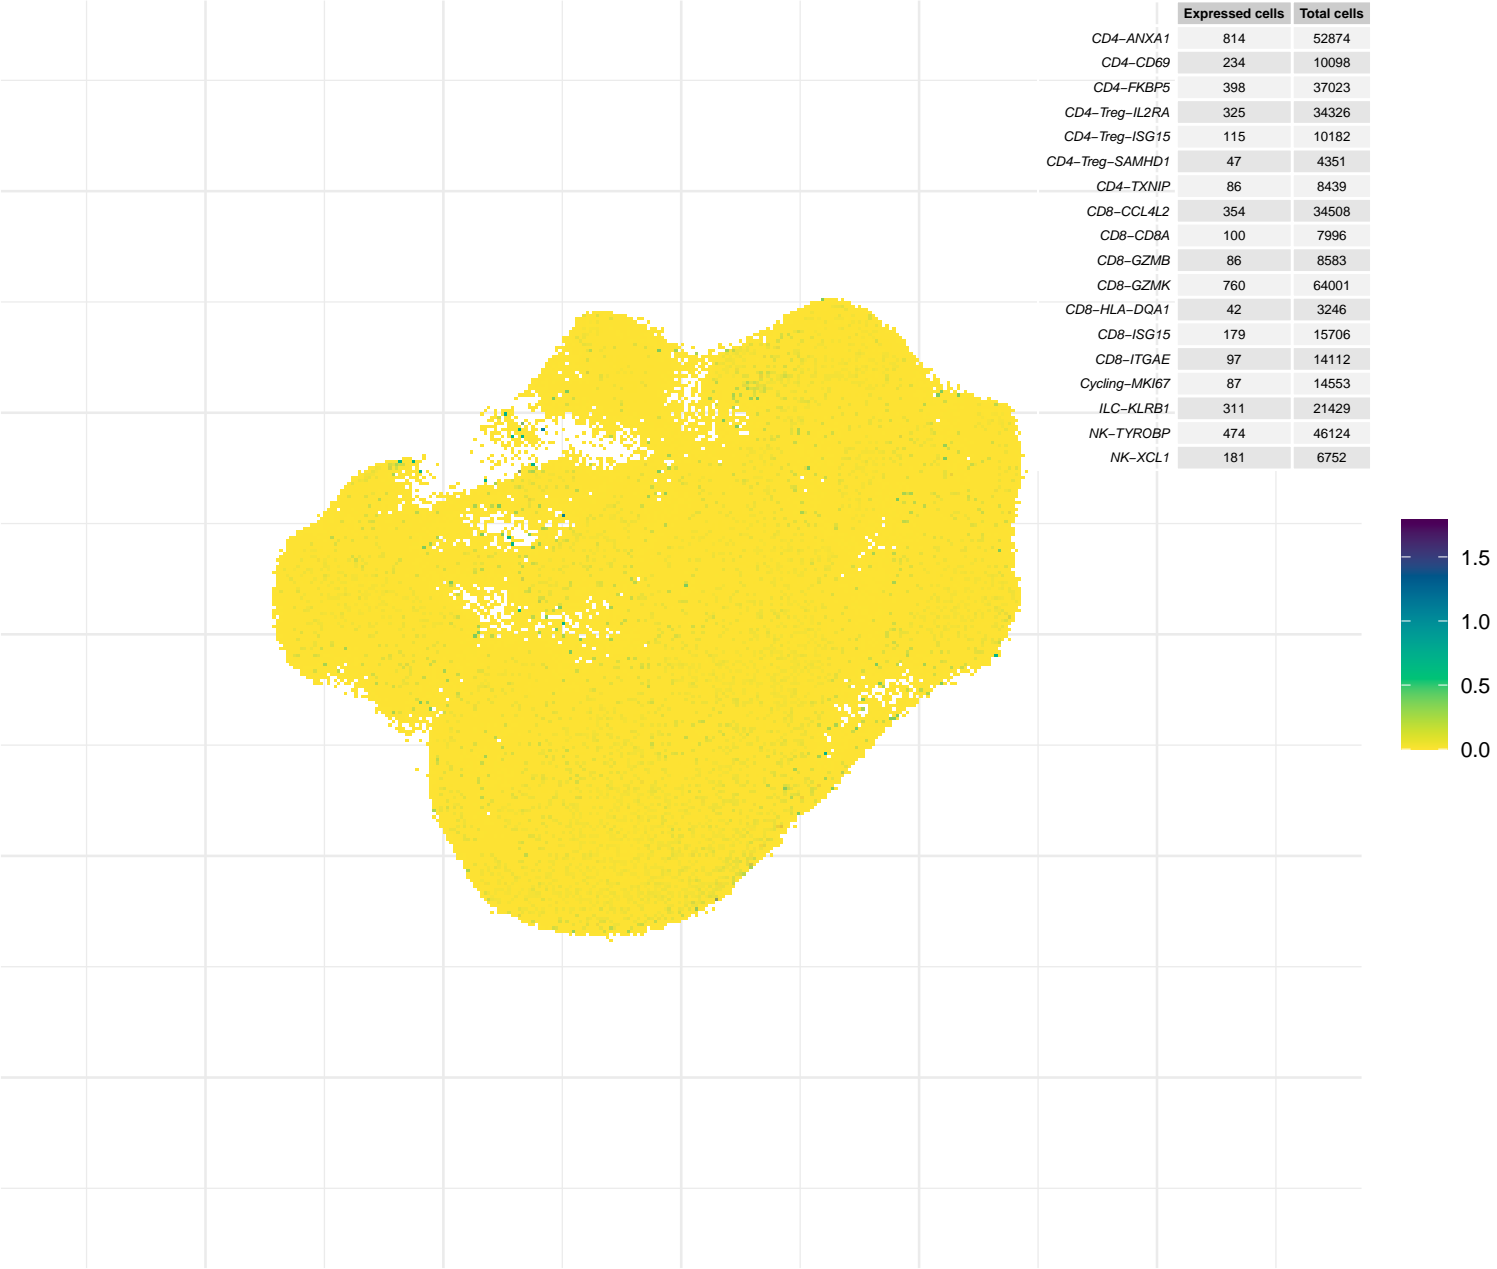 Expressed cells Total cells
CD4−ANXA1 814 52874
CD4−CD69 234 10098
CD4−FKBP5 398 37023
CD4−Treg−IL2RA 325 34326
CD4−Treg−ISG15 115 10182
CD4−Treg−SAMHD1 47 4351
CD4−TXNIP 86 8439
CD8−CCL4L2 354 34508
CD8−CD8A 100 7996
CD8−GZMB 86 8583
CD8−GZMK 760 64001
CD8−HLA−DQA1 42 3246
CD8−ISG15 179 15706
CD8−ITGAE 97 14112
Cycling−MKI67 87 14553
ILC−KLRB1 311 21429
NK−TYROBP 474 46124
NK−XCL1 181 6752
1.5
1.0
0.5
0.0